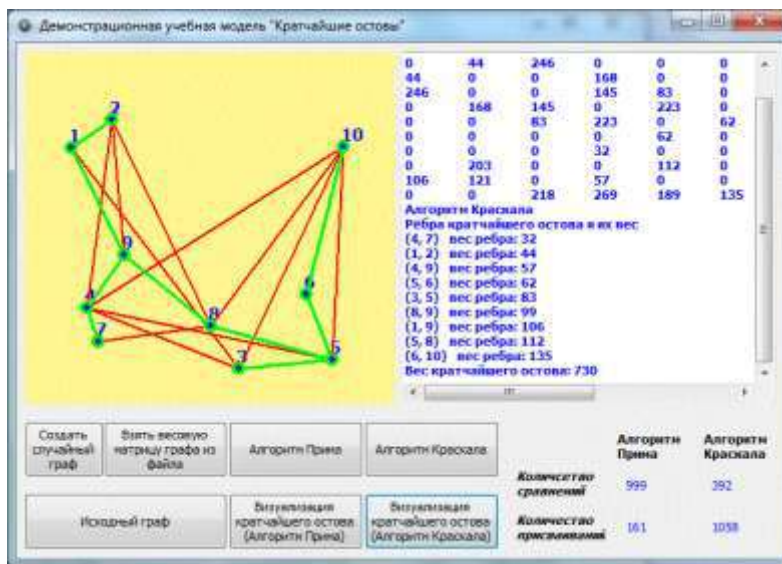 Демонстрационная учебная модель "Кратчайшие остовы"
0 44 246 0 0 0
44 0 0 168 0 0
246 0 0 145 83 0
0 168 145 0 223 0
0 0 83 223 0 62
0 0 0 0 62 0
0 0 0 32 0 0
0 203 0 0 112 0
106 121 0 57 0 0
0 0 218 269 189 135
Алгоритм Краскала
Ребра кратчайшего остова и их вес
(4, 7) вес ребра: 32
(1, 2) вес ребра: 44
(4, 9) вес ребра: 57
(5, 6) вес ребра: 62
(3, 5) вес ребра: 83
(8, 9) вес ребра: 99
(1, 9) вес ребра: 106
(5, 8) вес ребра: 112
(6, 10) вес ребра: 135
Вес кратчайшего остова: 730
2
1
10
9
6
4
8
7
3
5
Создать случайный граф
Взять весовую матрицу графа из файла
Алгоритм Прима
Алгоритм Краскала
Исходный граф
Визуализация кратчайшего остова (Алгоритм Прима)
Визуализация кратчайшего остова (Алгоритм Краскала)
Алгоритм Прима
Алгоритм Краскала
Количество сравнений 999 392
Количество присваиваний 161 1038